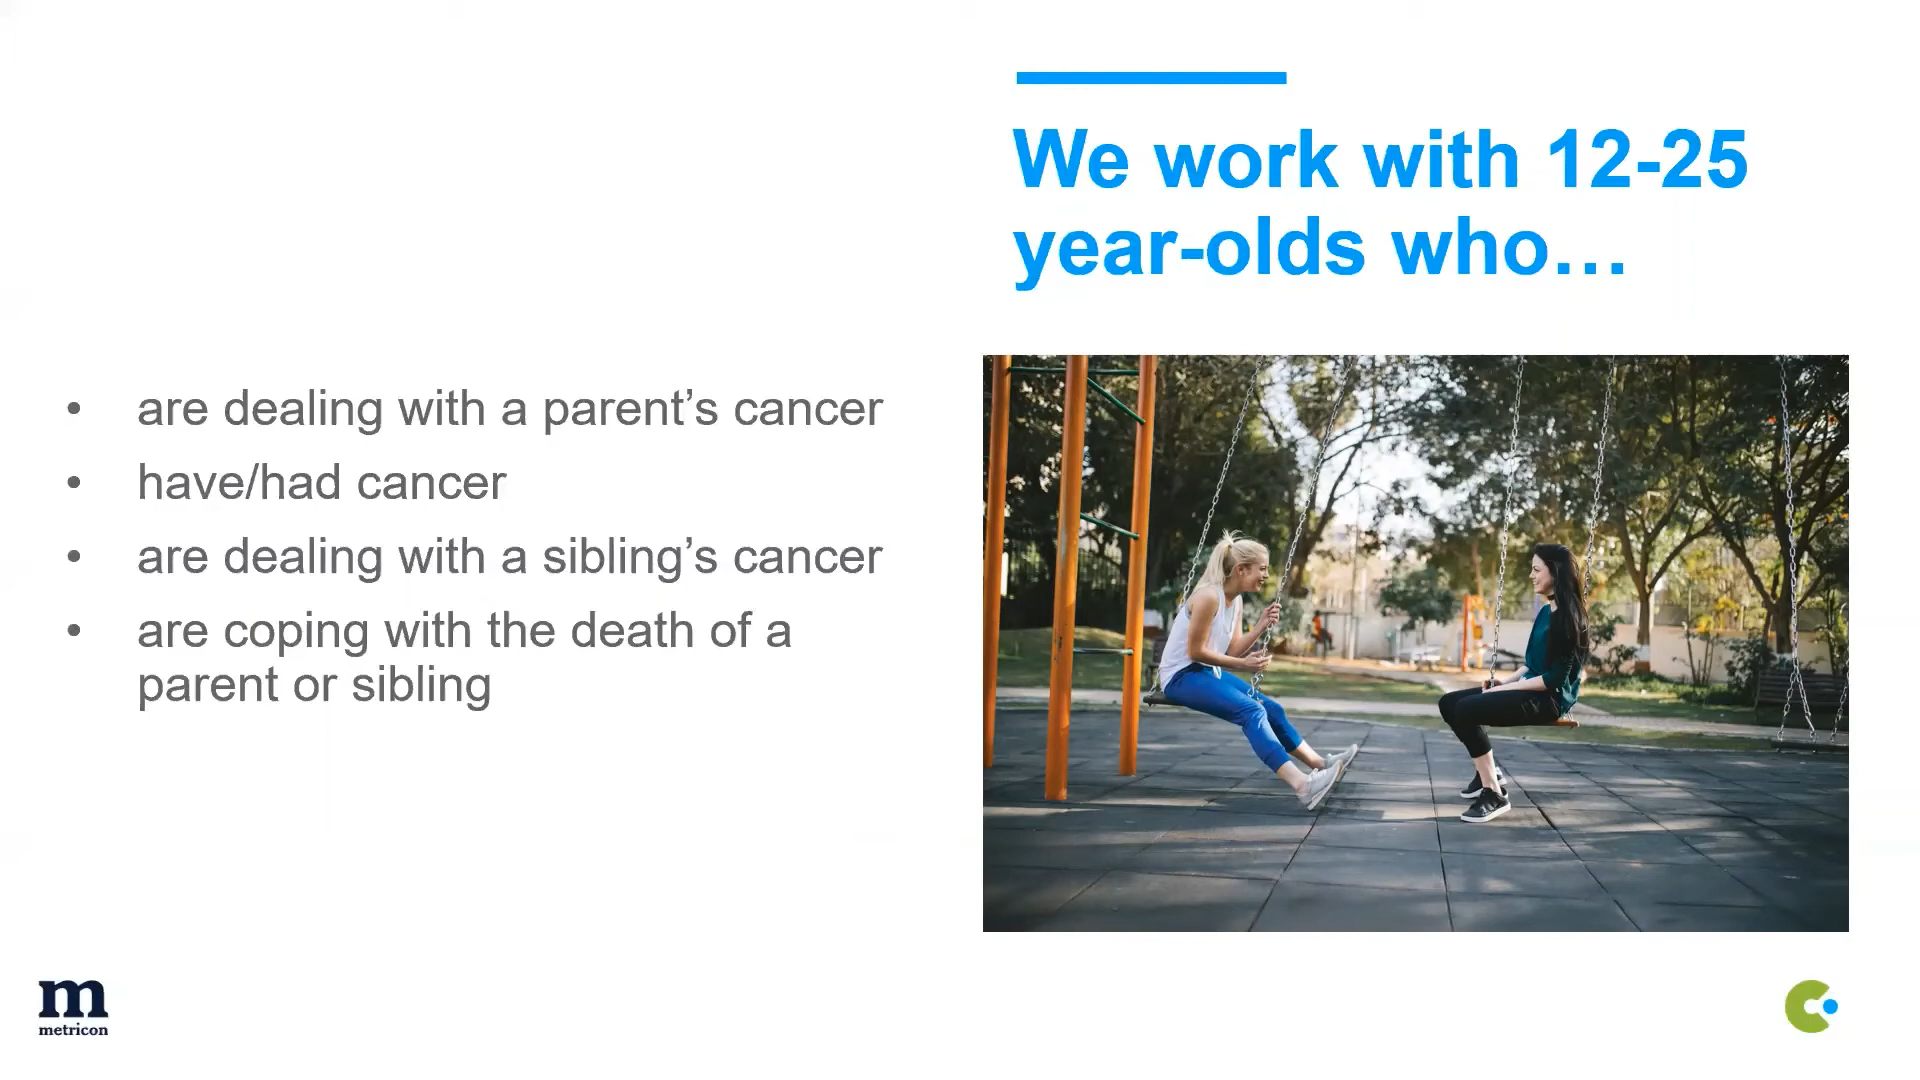 We work with 12-25
year-olds who…
• are dealing with a parent’s cancer
• have/had cancer
• are dealing with a sibling’s cancer
• are coping with the death of a
parent or sibling
m
metricon